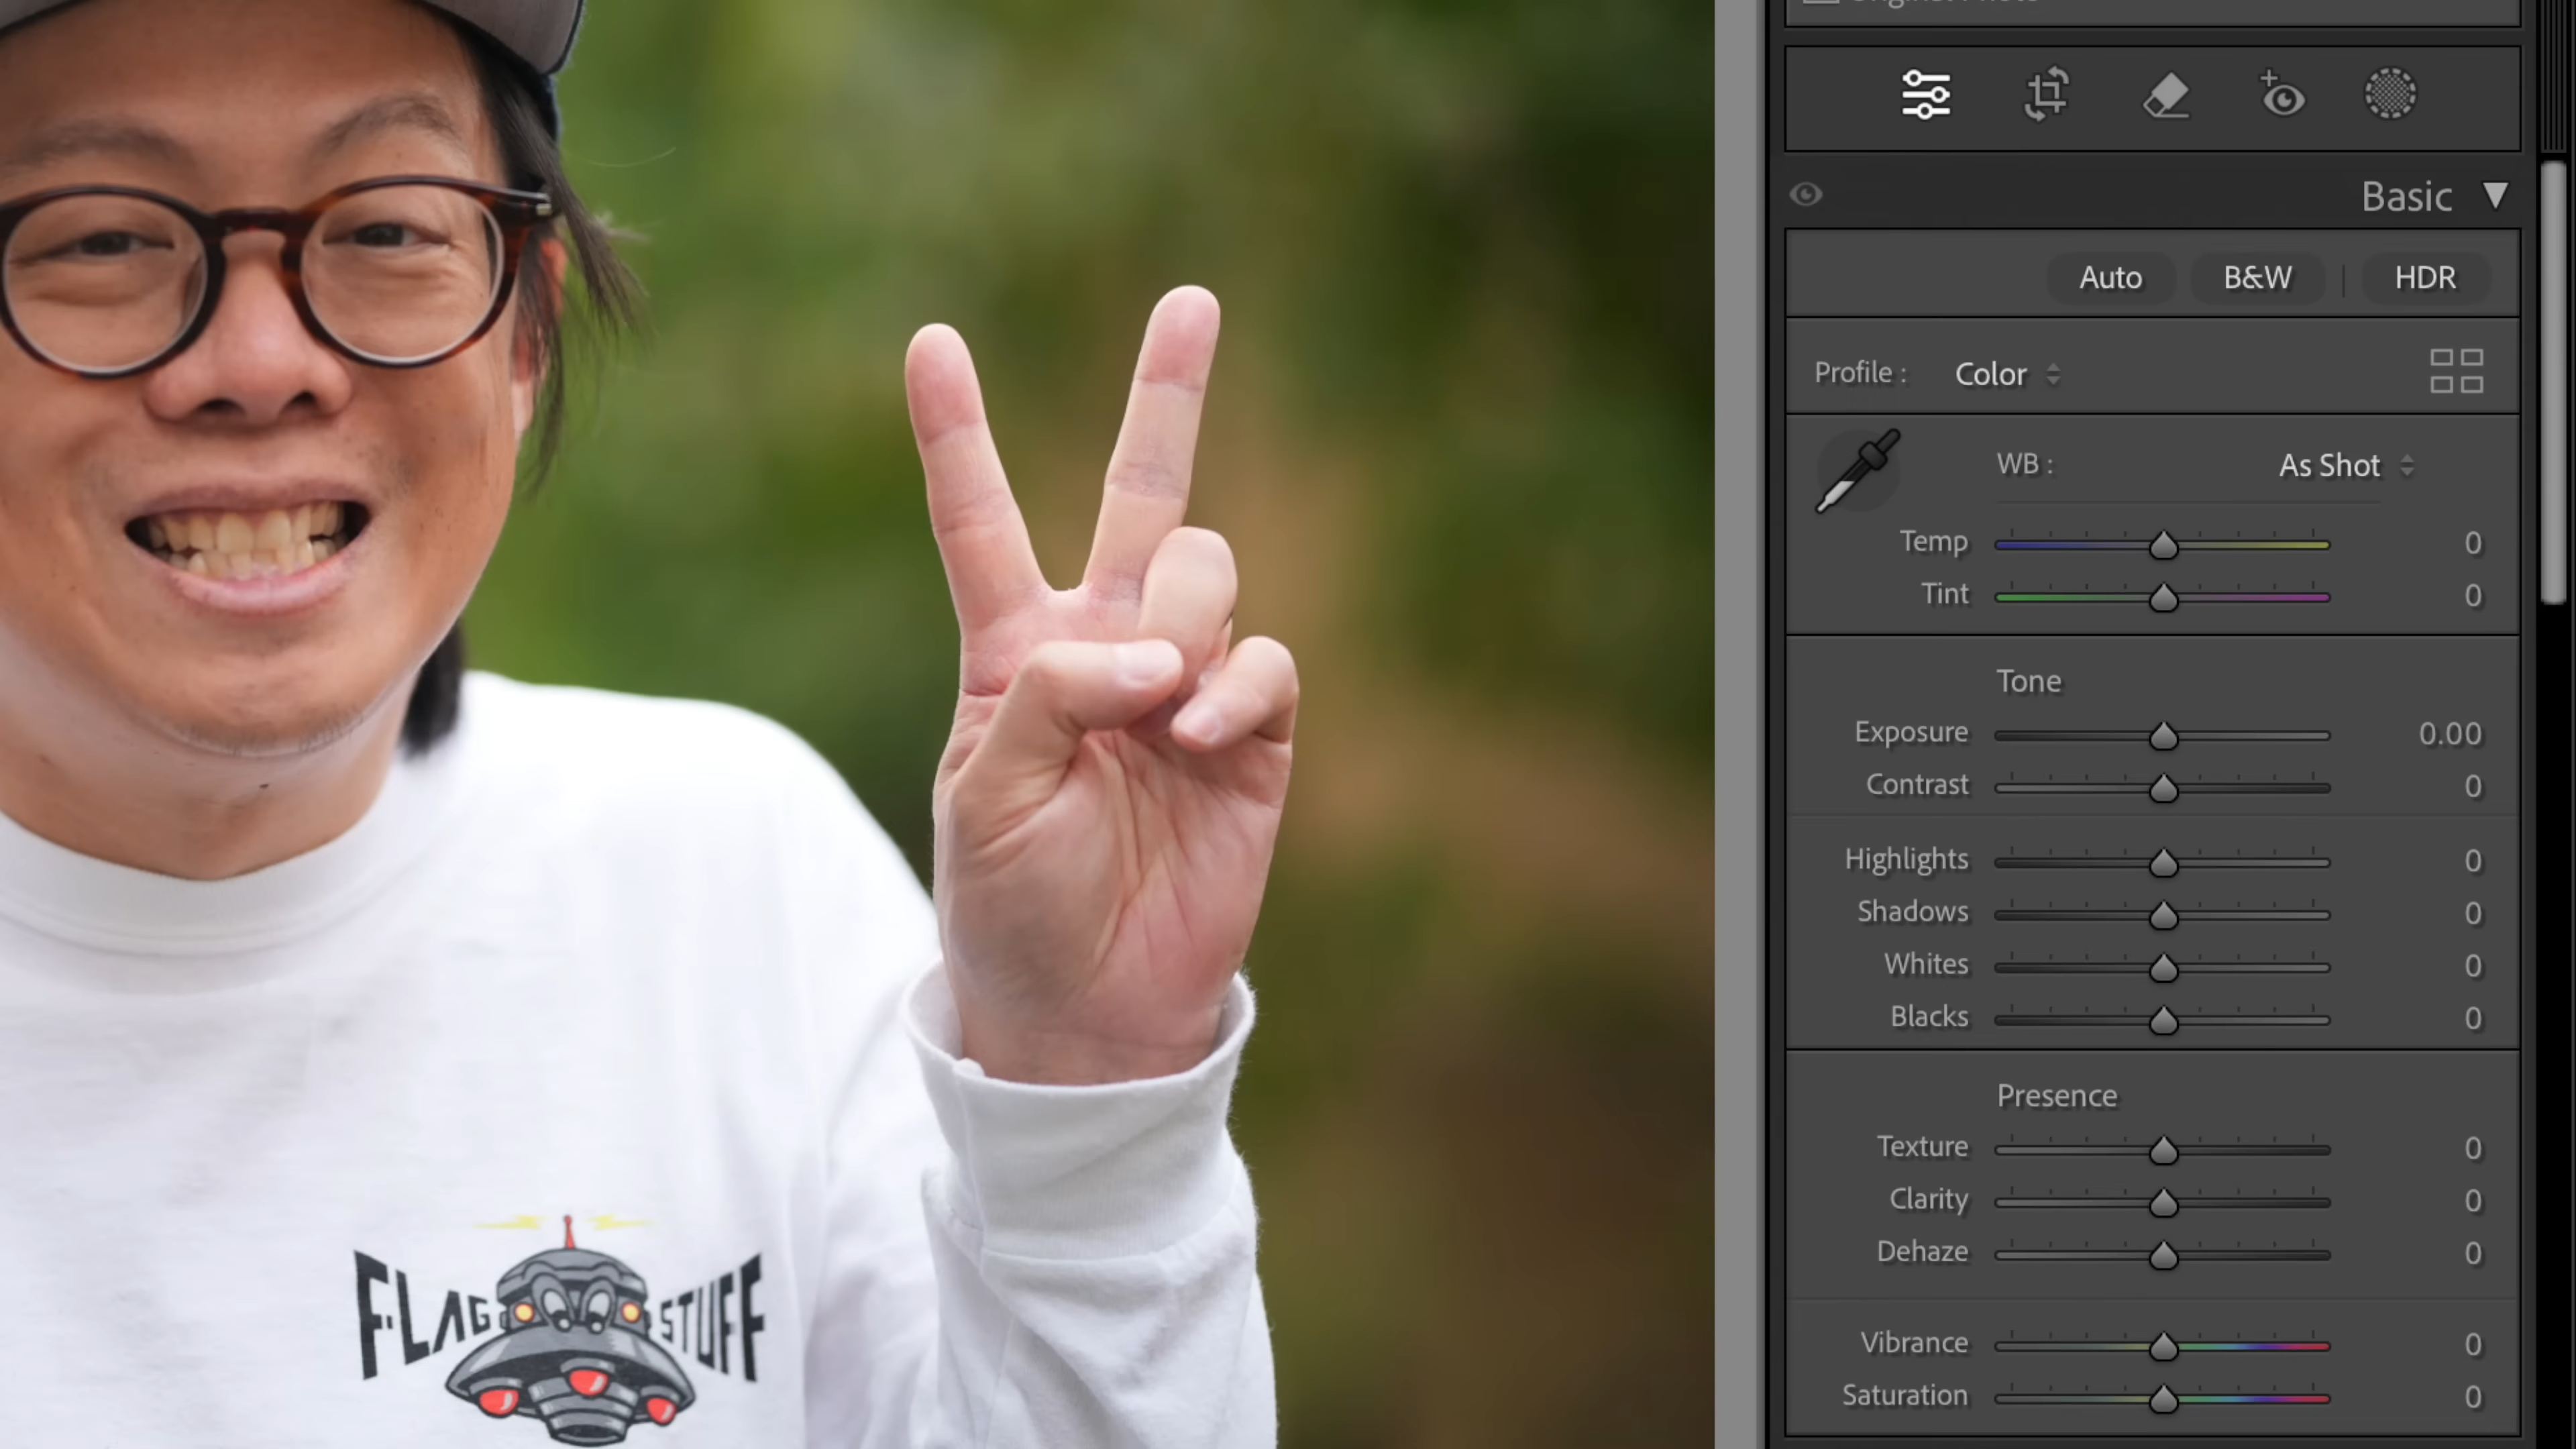 Original Photo
Basic
Auto B&W HDR
Profile : Color
WB : As Shot
Temp 0
Tint 0
Tone
Exposure 0.00
Contrast 0
Highlights 0
Shadows 0
Whites 0
Blacks 0
Presence
Texture 0
Clarity 0
Dehaze 0
Vibrance 0
Saturation 0
FLAG STUFF